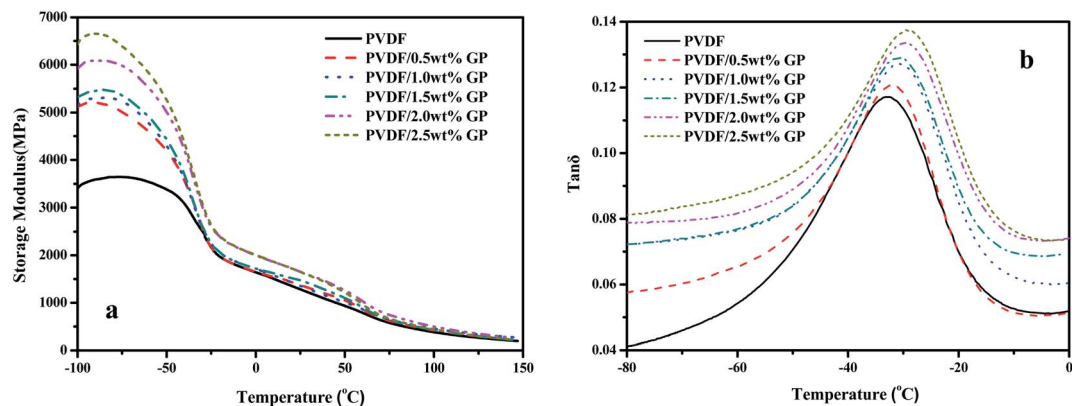 7000
6000
5000
4000
3000
2000
1000
0
-100
-50
0
50
100
150
Storage Modulus(MPa)
Temperature (°C)
PVDF
PVDF/0.5wt% GP
PVDF/1.0wt% GP
PVDF/1.5wt% GP
PVDF/2.0wt% GP
PVDF/2.5wt% GP
a
0.14
0.12
0.10
0.08
0.06
0.04
-80
-60
-40
-20
0
Tanδ
Temperature (°C)
PVDF
PVDF/0.5wt% GP
PVDF/1.0wt% GP
PVDF/1.5wt% GP
PVDF/2.0wt% GP
PVDF/2.5wt% GP
b